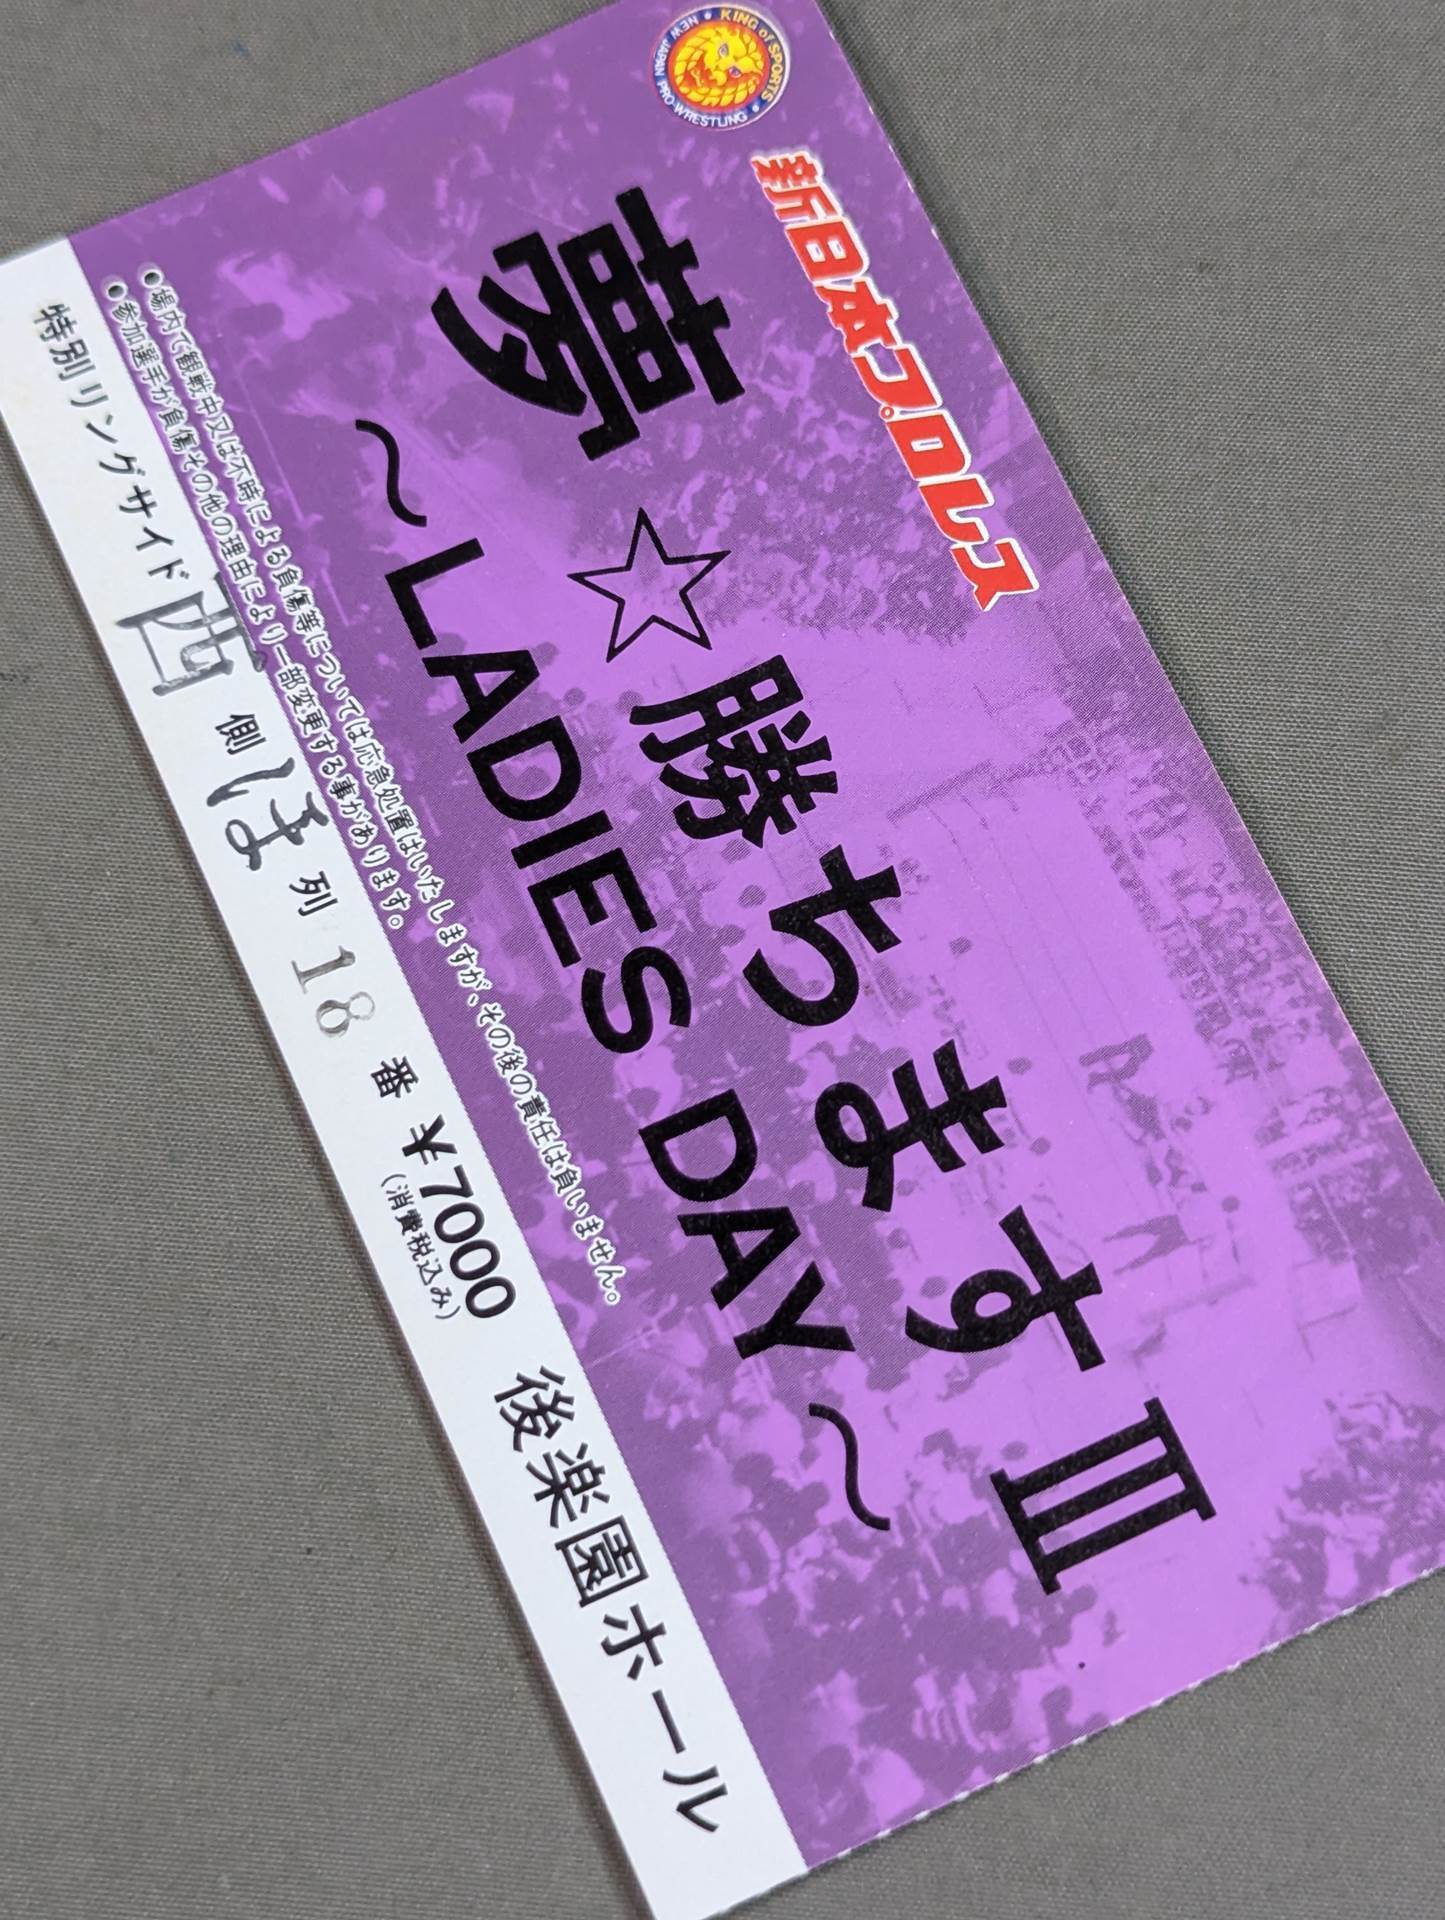 KING of SPORTS
NEW JAPAN PRO-WRESTLING
新日本プロレス
夢☆勝ちますⅢ
～LADIES DAY～
●場内で観戦中又は不時による負傷等については応急処置はいたしますが、その後の責任は負いません。
●参加選手が負傷その他の理由により一部変更する事があります。
特別リングサイド 西 側 ほ 列 18 番 ¥7000 後楽園ホール
(消費税込み)